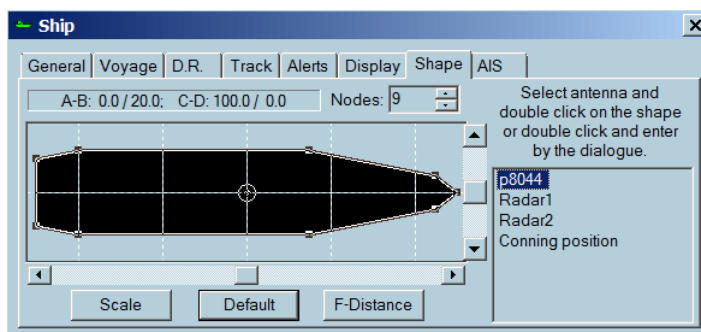 Ship
General Voyage D.R. Track Alerts Display Shape AIS
A-B: 0.0 / 20.0; C-D: 100.0 / 0.0
Nodes: 9
Select antenna and
double click on the shape
or double click and enter
by the dialogue.
p8044
Radar1
Radar2
Conning position
Scale Default F-Distance